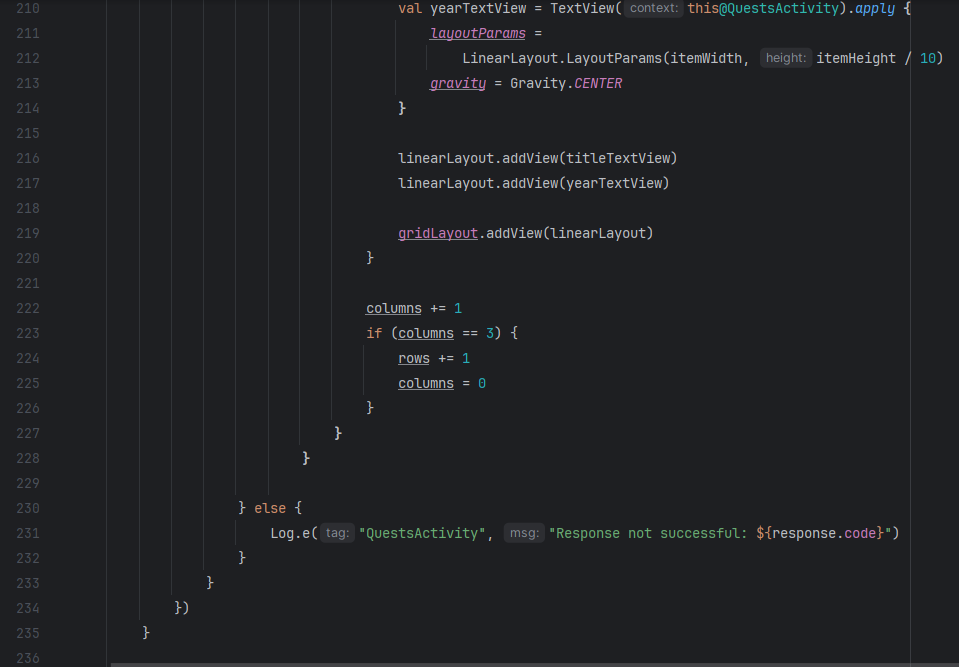 210 val yearTextView = TextView( context: this@QuestsActivity).apply {
211 layoutParams =
212 LinearLayout.LayoutParams(itemWidth, height: itemHeight / 10)
213 gravity = Gravity.CENTER
214 }
215
216 linearLayout.addView(titleTextView)
217 linearLayout.addView(yearTextView)
218
219 gridLayout.addView(linearLayout)
220 }
221
222 columns += 1
223 if (columns == 3) {
224 rows += 1
225 columns = 0
226 }
227 }
228 }
229
230 } else {
231 Log.e( tag: "QuestsActivity", msg: "Response not successful: ${response.code}")
232 }
233 }
234 })
235 }
236